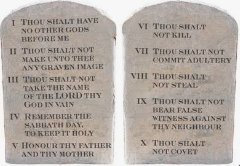 I THOU SHALT HAVE
NO OTHER GODS
BEFORE ME
II THOU SHALT NOT
MAKE UNTO THEE
ANY GRAVEN IMAGE
III THOU SHALT NOT
TAKE THE NAME
OF THE LORD THY
GOD IN VAIN
IV REMEMBER THE
SABBATH DAY,
TO KEEP IT HOLY
V HONOUR THY FATHER
AND THY MOTHER
VI THOU SHALT
NOT KILL
VII THOU SHALT NOT
COMMIT ADULTERY
VIII THOU SHALT
NOT STEAL
IX THOU SHALT NOT
BEAR FALSE
WITNESS AGAINST
THY NEIGHBOUR
X THOU SHALT
NOT COVET